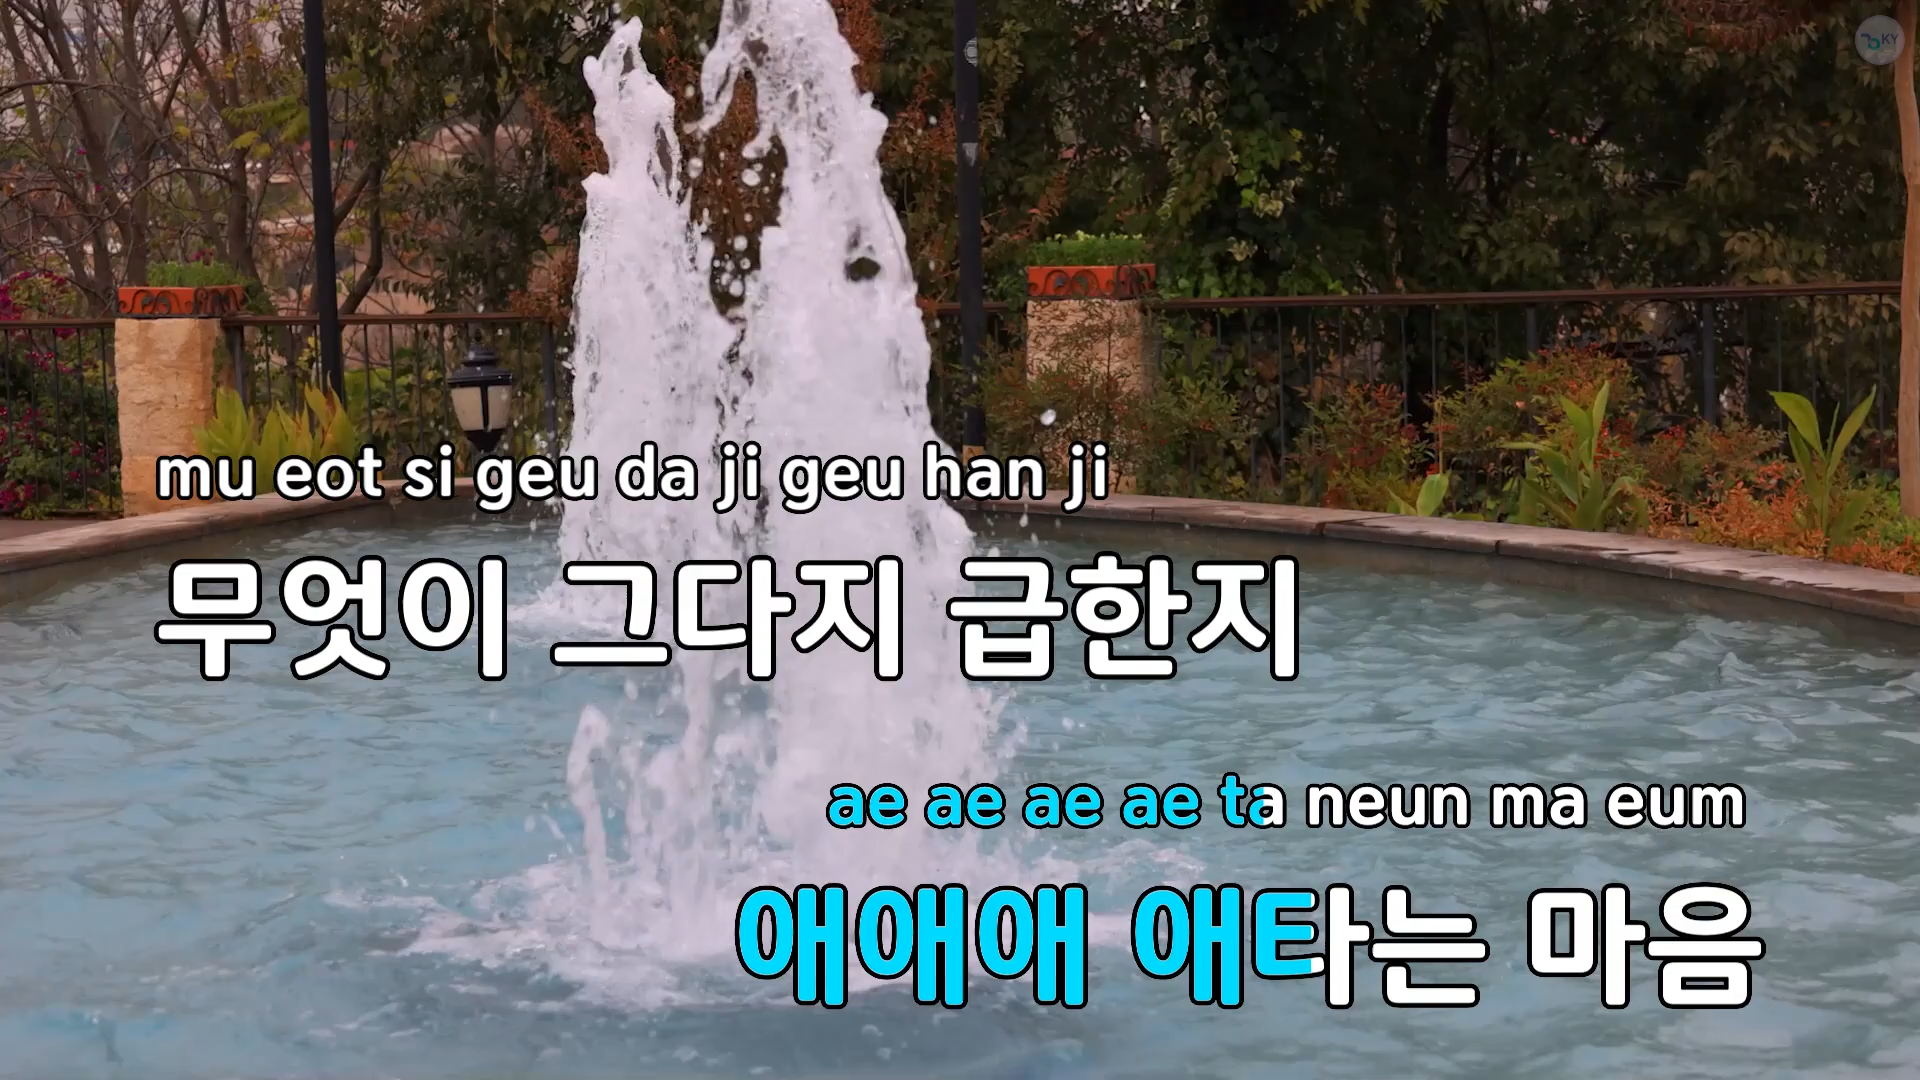 KY
mu eot si geu da ji geu han ji
무엇이 그다지 급한지
ae ae ae ae ta neun ma eum
애애애 애타는 마음